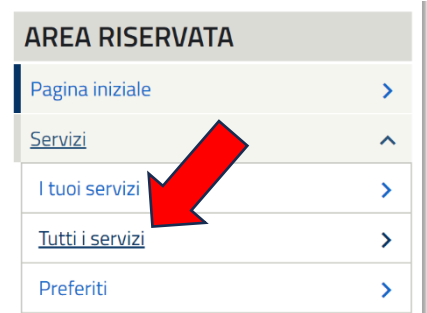 AREA RISERVATA
Pagina iniziale
Servizi
I tuoi servizi
Tutti i servizi
Preferiti